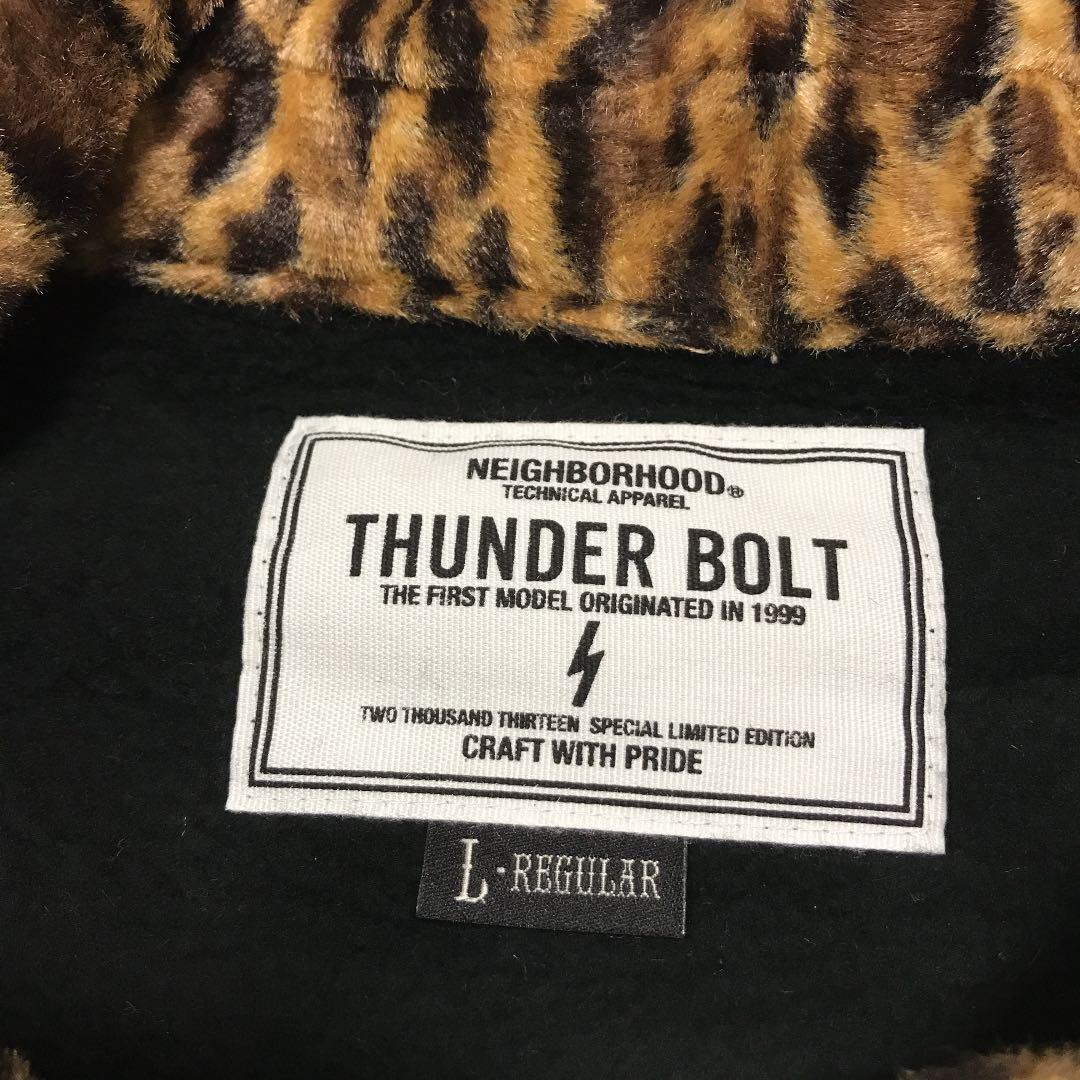 NEIGHBORHOOD®
TECHNICAL APPAREL
THUNDER BOLT
THE FIRST MODEL ORIGINATED IN 1999
TWO THOUSAND THIRTEEN SPECIAL LIMITED EDITION
CRAFT WITH PRIDE
L-REGULAR